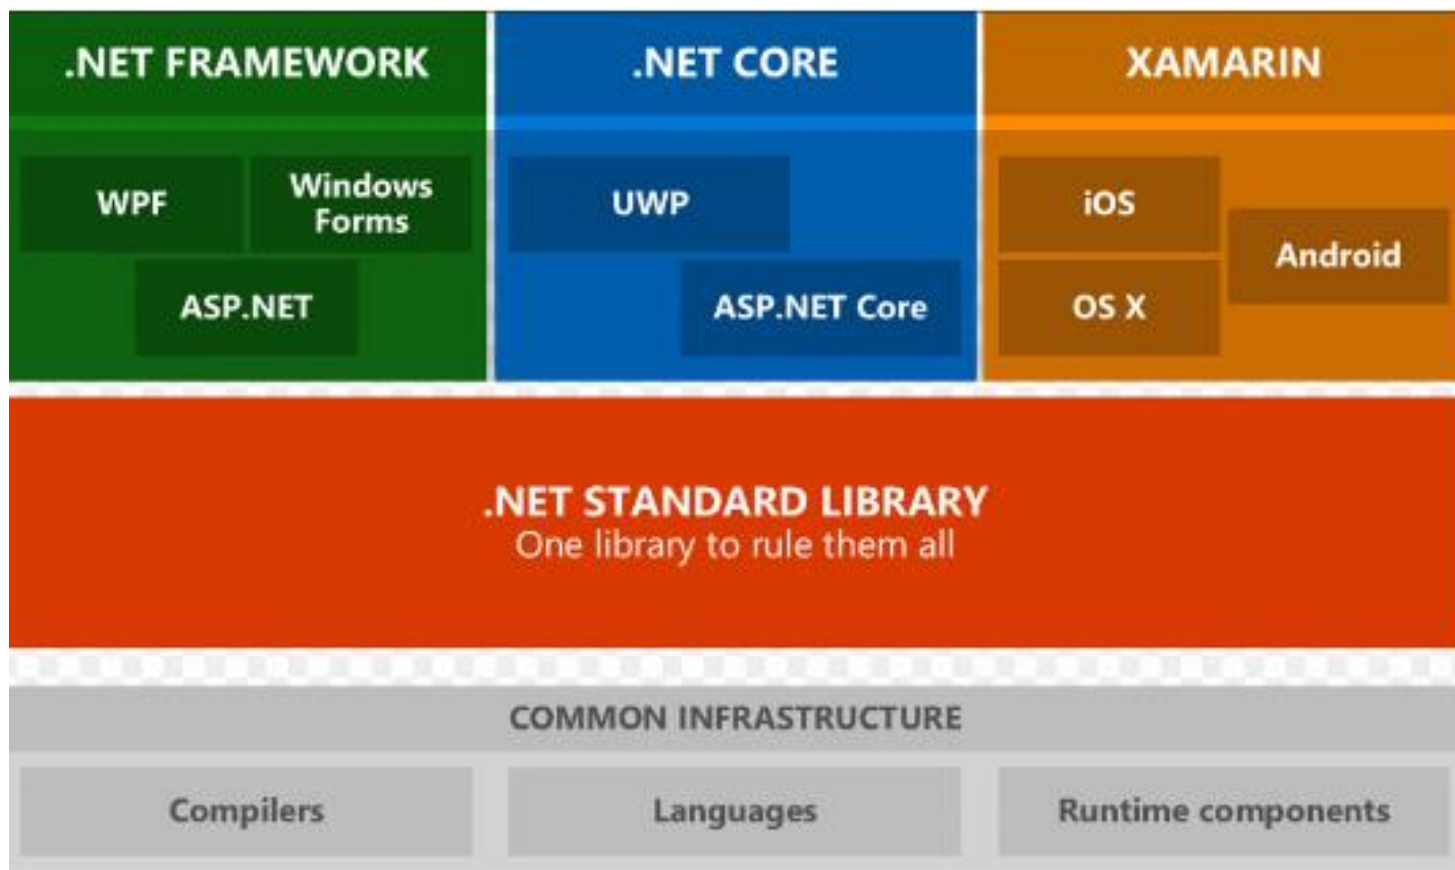 .NET FRAMEWORK
WPF
Windows
Forms
ASP.NET
.NET CORE
UWP
ASP.NET Core
XAMARIN
iOS
Android
OS X
.NET STANDARD LIBRARY
One library to rule them all
COMMON INFRASTRUCTURE
Compilers
Languages
Runtime components